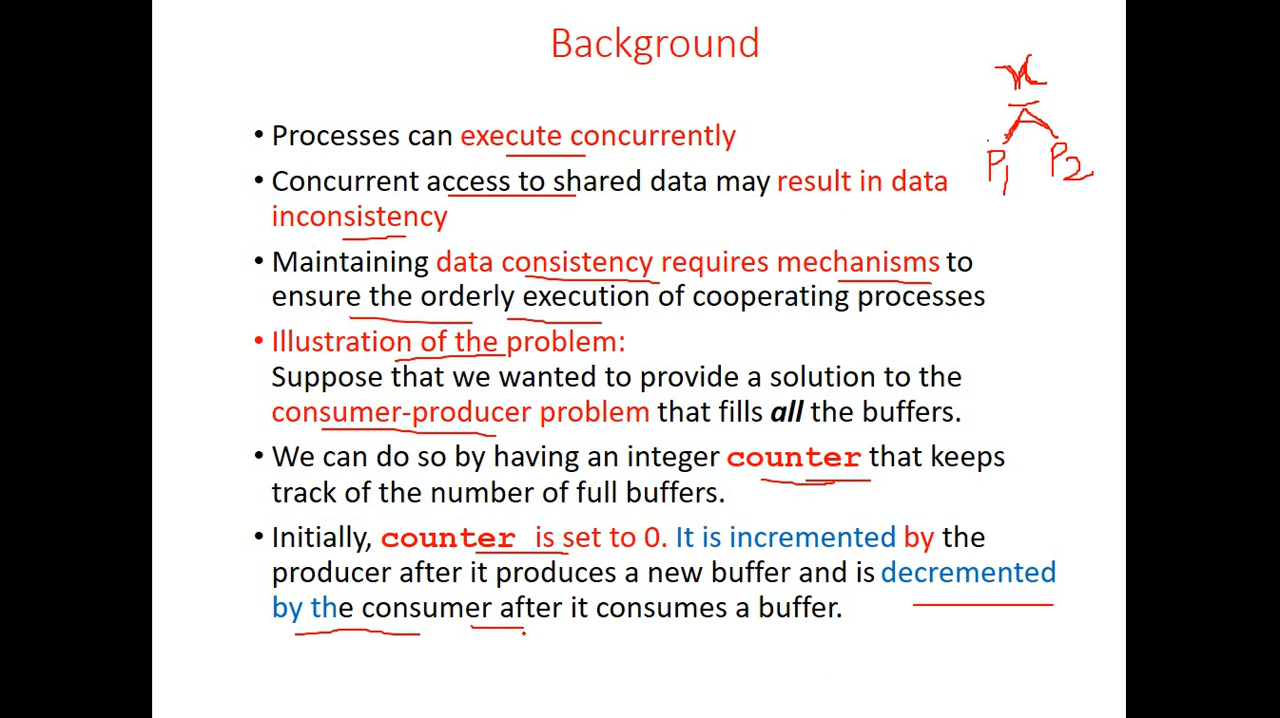 Background
x
P1 P2
• Processes can execute concurrently
• Concurrent access to shared data may result in data
inconsistency
• Maintaining data consistency requires mechanisms to
ensure the orderly execution of cooperating processes
• Illustration of the problem:
Suppose that we wanted to provide a solution to the
consumer-producer problem that fills all the buffers.
• We can do so by having an integer counter that keeps
track of the number of full buffers.
• Initially, counter is set to 0. It is incremented by the
producer after it produces a new buffer and is decremented
by the consumer after it consumes a buffer.